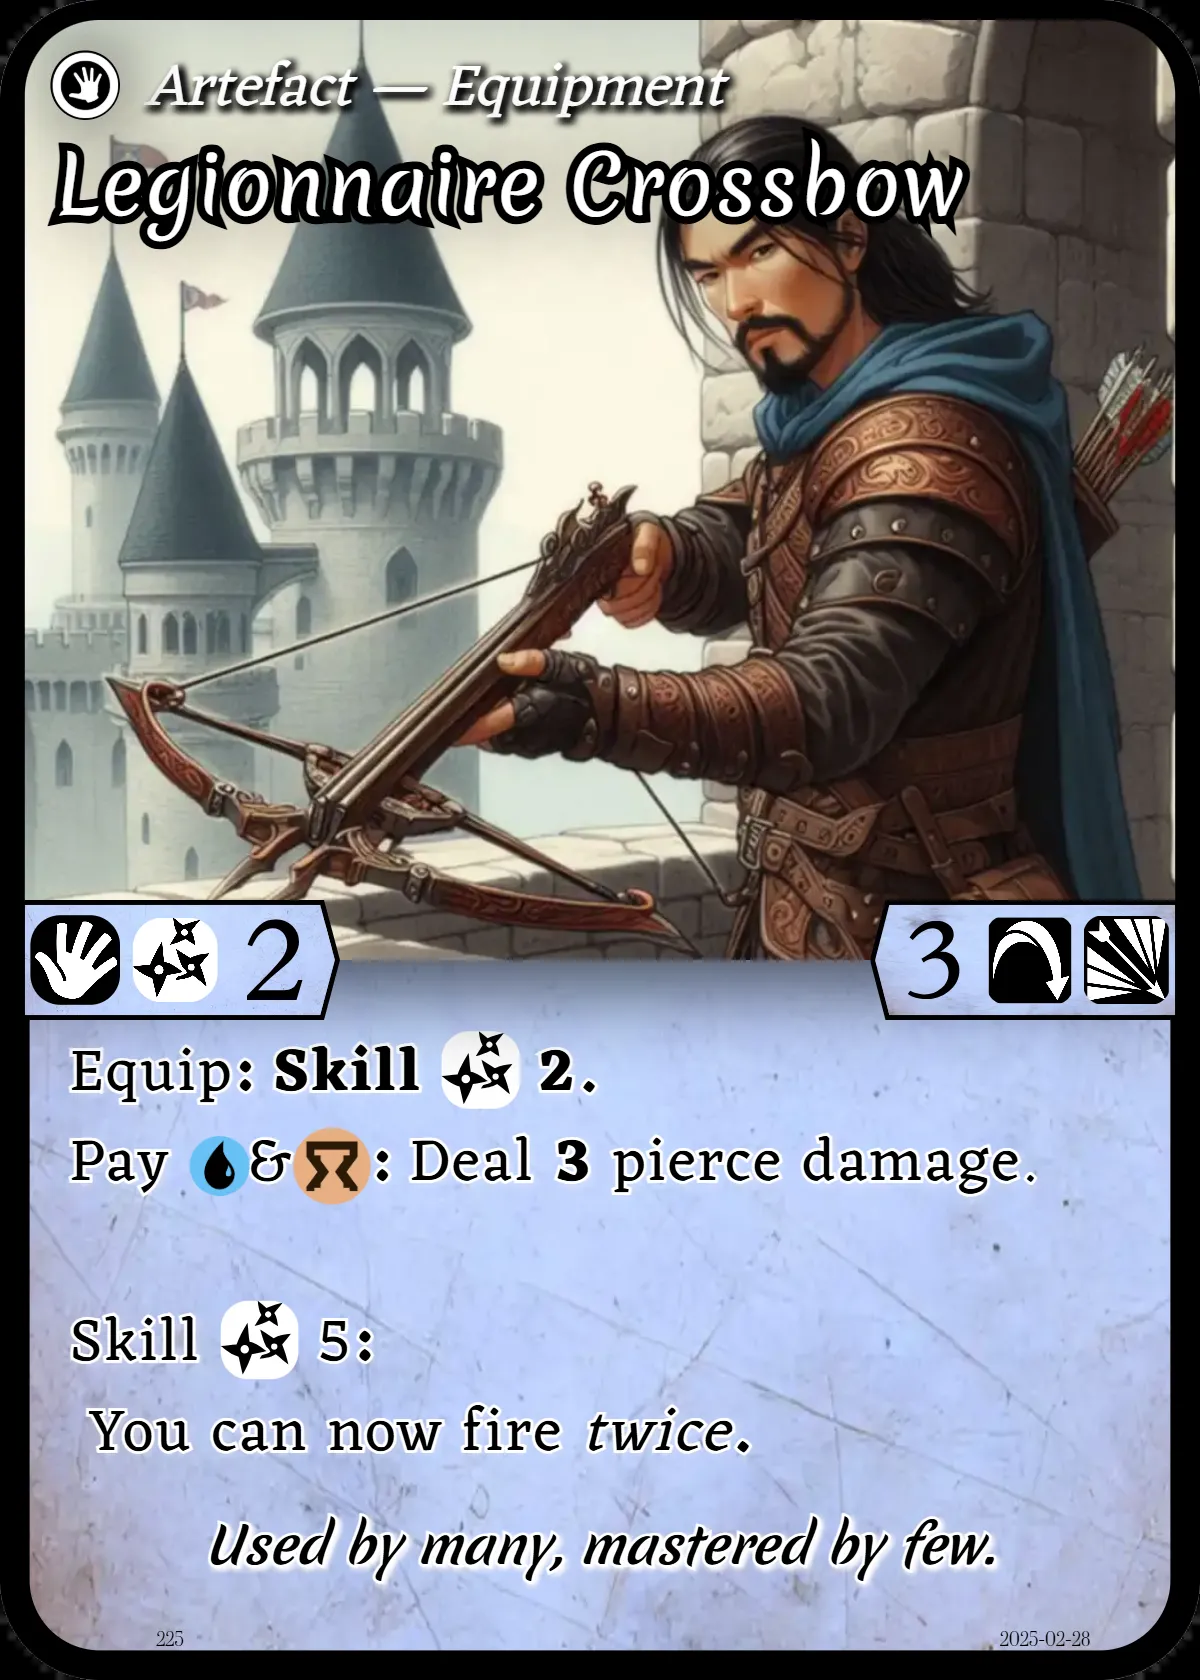 Artefact — Equipment
Legionnaire Crossbow
2
3
Equip: Skill 2.
Pay &: Deal 3 pierce damage.
Skill 5:
You can now fire twice.
Used by many, mastered by few.
225
2025-02-28